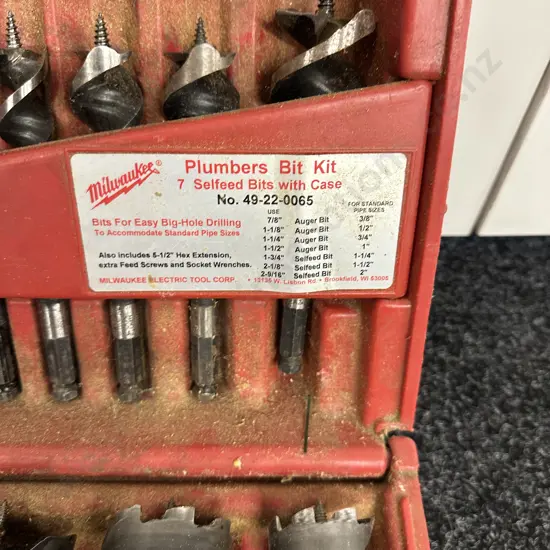 Milwaukee®
Plumbers Bit Kit
7 Selfeed Bits with Case
No. 49-22-0065
Bits For Easy Big-Hole Drilling
To Accommodate Standard Pipe Sizes
Also includes 5-1/2" Hex Extension,
extra Feed Screws and Socket Wrenches.
USE FOR STANDARD PIPE SIZES
7/8" Auger Bit 3/8"
1-1/8" Auger Bit 1/2"
1-1/4" Auger Bit 3/4"
1-1/2" Auger Bit 1"
1-3/4" Selfeed Bit 1-1/4"
2-1/8" Selfeed Bit 1-1/2"
2-9/16" Selfeed Bit 2"
MILWAUKEE ELECTRIC TOOL CORP. • 13135 W. Lisbon Rd. • Brookfield, WI 53005